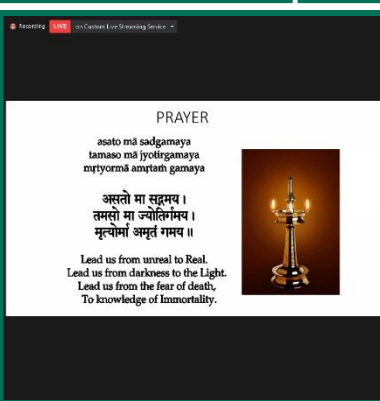 Recording LIVE on Custom Live Streaming Service
PRAYER
asato mā sadgamaya
tamaso mā jyotirgamaya
mṛtyormā amṛtaṁ gamaya
असतो मा सद्गमय।
तमसो मा ज्योतिर्गमय।
मृत्योर्मा अमृतं गमय॥
Lead us from unreal to Real.
Lead us from darkness to the Light.
Lead us from the fear of death,
To knowledge of Immortality.